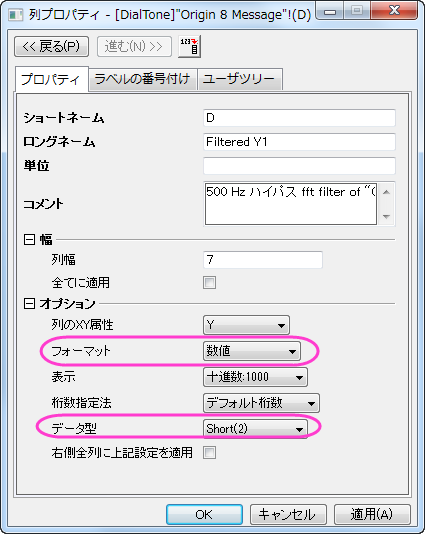 列プロパティ - [DialTone]"Origin 8 Message"!(D)
<< 戻る(P) 進む(N) >> 123
プロパティ ラベルの番号付け ユーザツリー
ショートネーム D
ロングネーム Filtered Y1
単位
コメント 500 Hz ハイパス fft filter of "(
幅
列幅 7
全てに適用
オプション
列のXY属性 Y
フォーマット 数値
表示 十進数:1000
桁数指定法 デフォルト桁数
データ型 Short(2)
右側全列に上記設定を適用
OK キャンセル 適用(A)